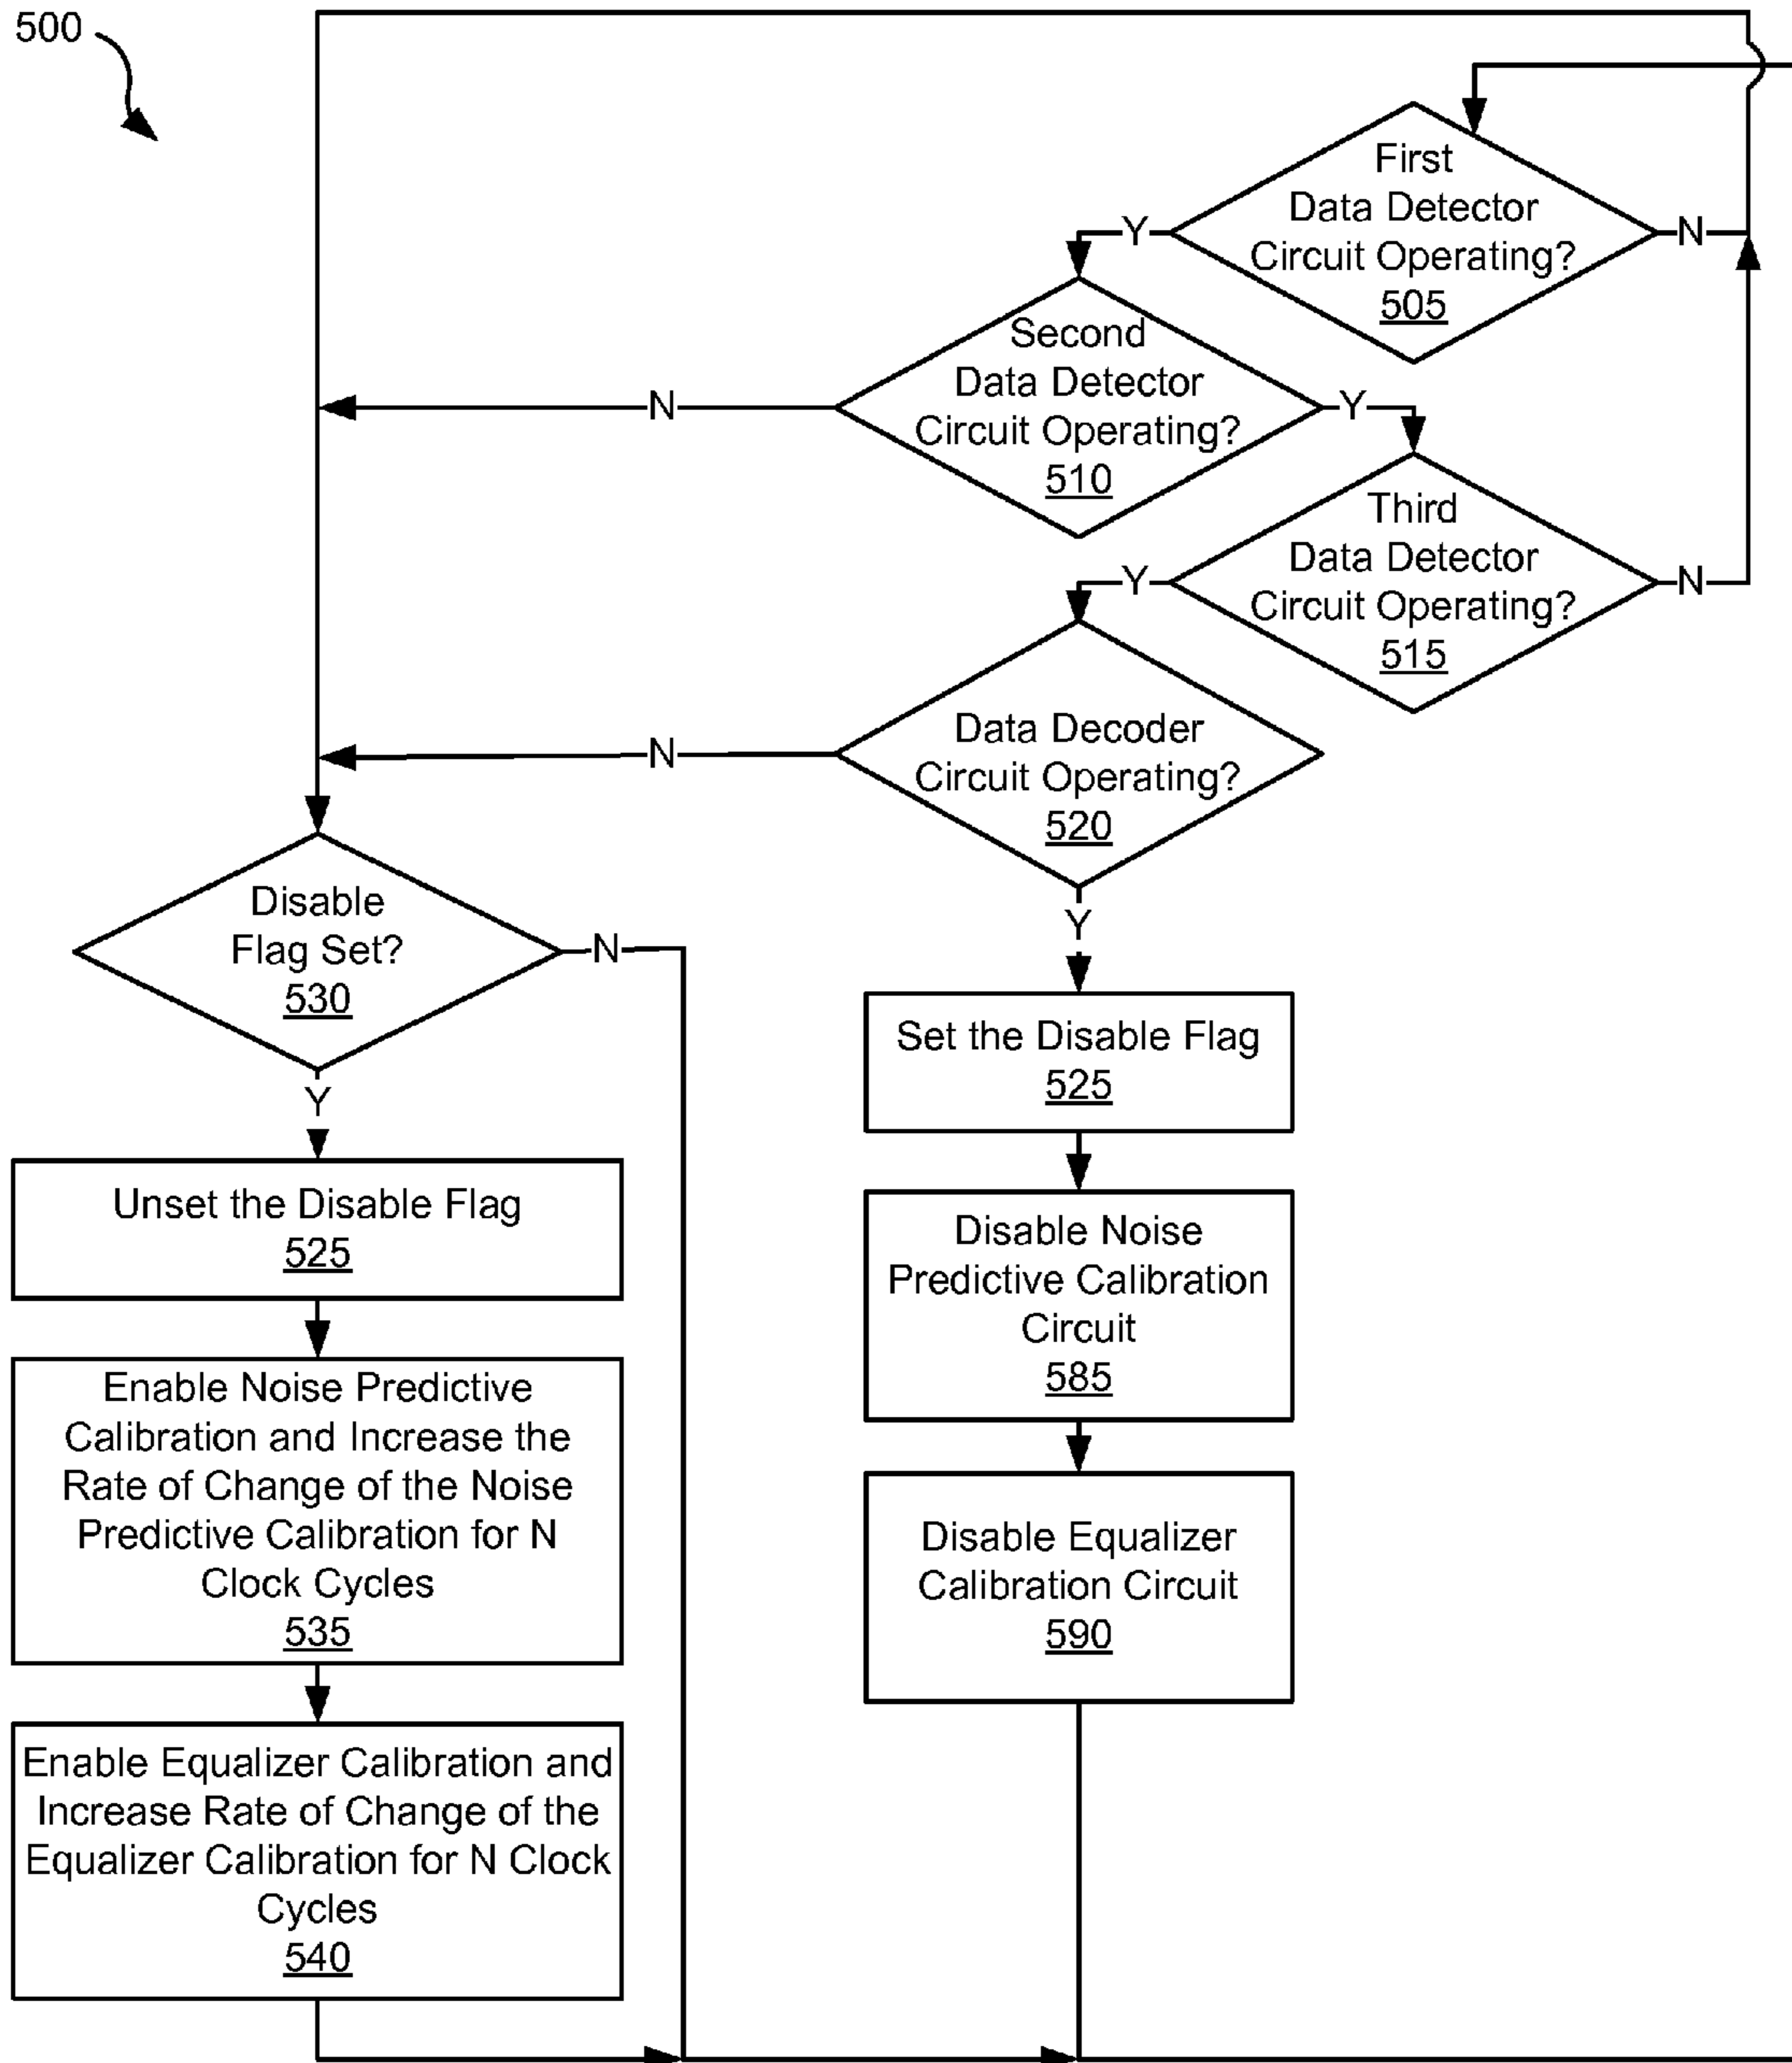 500
First
Data Detector
Circuit Operating?
505
Y
N
Second
Data Detector
Circuit Operating?
510
N
Y
Third
Data Detector
Circuit Operating?
515
Y
N
Data Decoder
Circuit Operating?
520
N
Y
Disable
Flag Set?
530
N
Y
Set the Disable Flag
525
Disable Noise
Predictive Calibration
Circuit
585
Disable Equalizer
Calibration Circuit
590
Unset the Disable Flag
525
Enable Noise Predictive
Calibration and Increase the
Rate of Change of the Noise
Predictive Calibration for N
Clock Cycles
535
Enable Equalizer Calibration and
Increase Rate of Change of the
Equalizer Calibration for N Clock
Cycles
540